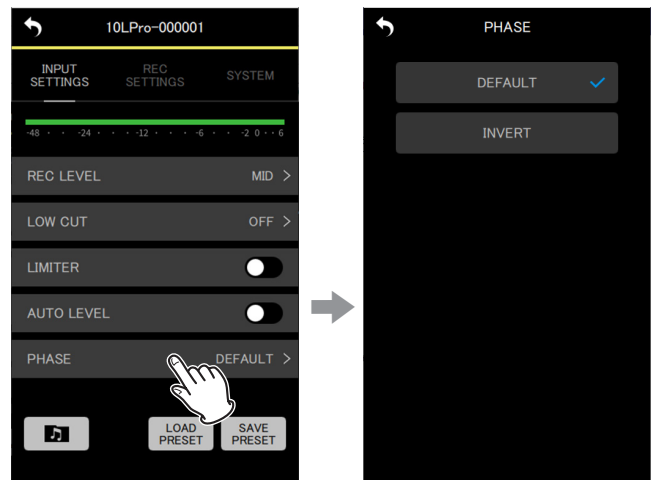 10LPro-000001
INPUT
SETTINGS
REC
SETTINGS
SYSTEM
-48 · · -24 · · · -12 · · · -6 · · -2 0 · · 6
REC LEVEL MID >
LOW CUT OFF >
LIMITER
AUTO LEVEL
PHASE DEFAULT >
LOAD
PRESET
SAVE
PRESET
PHASE
DEFAULT
INVERT